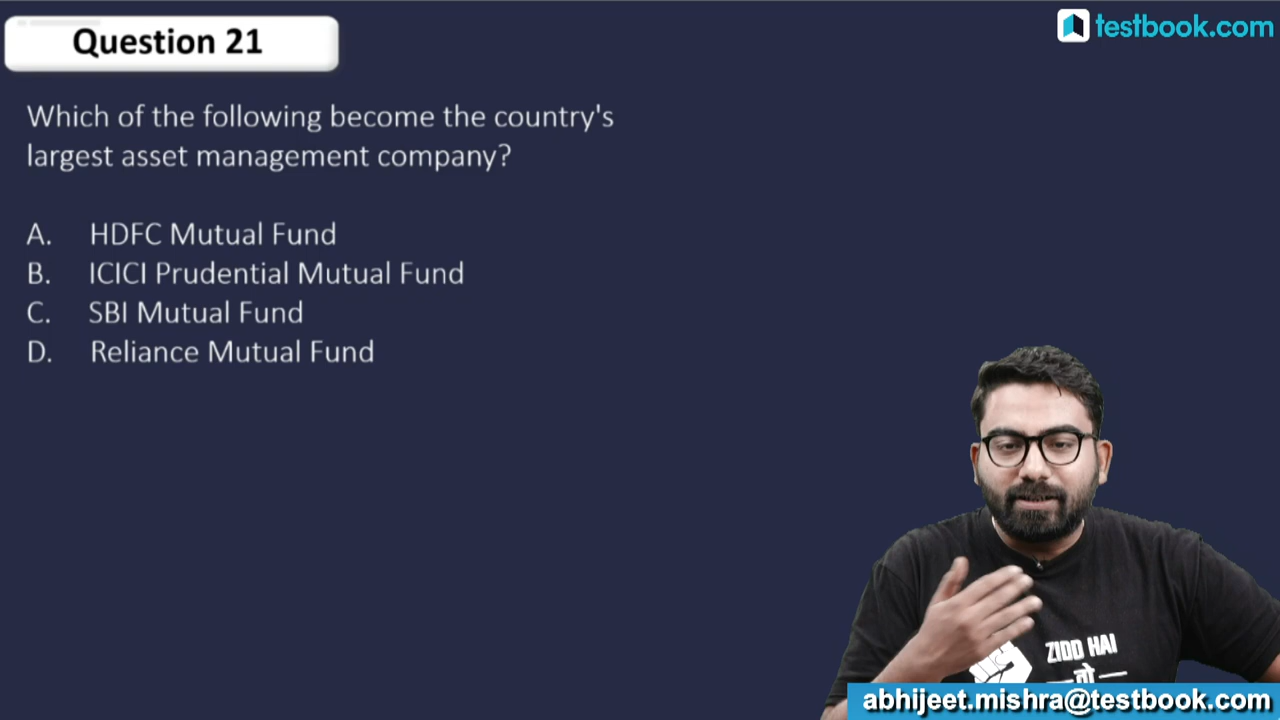 Question 21
testbook.com
Which of the following become the country's
largest asset management company?
A. HDFC Mutual Fund
B. ICICI Prudential Mutual Fund
C. SBI Mutual Fund
D. Reliance Mutual Fund
ZIDD HAI
तो
abhijeet.mishra@testbook.com